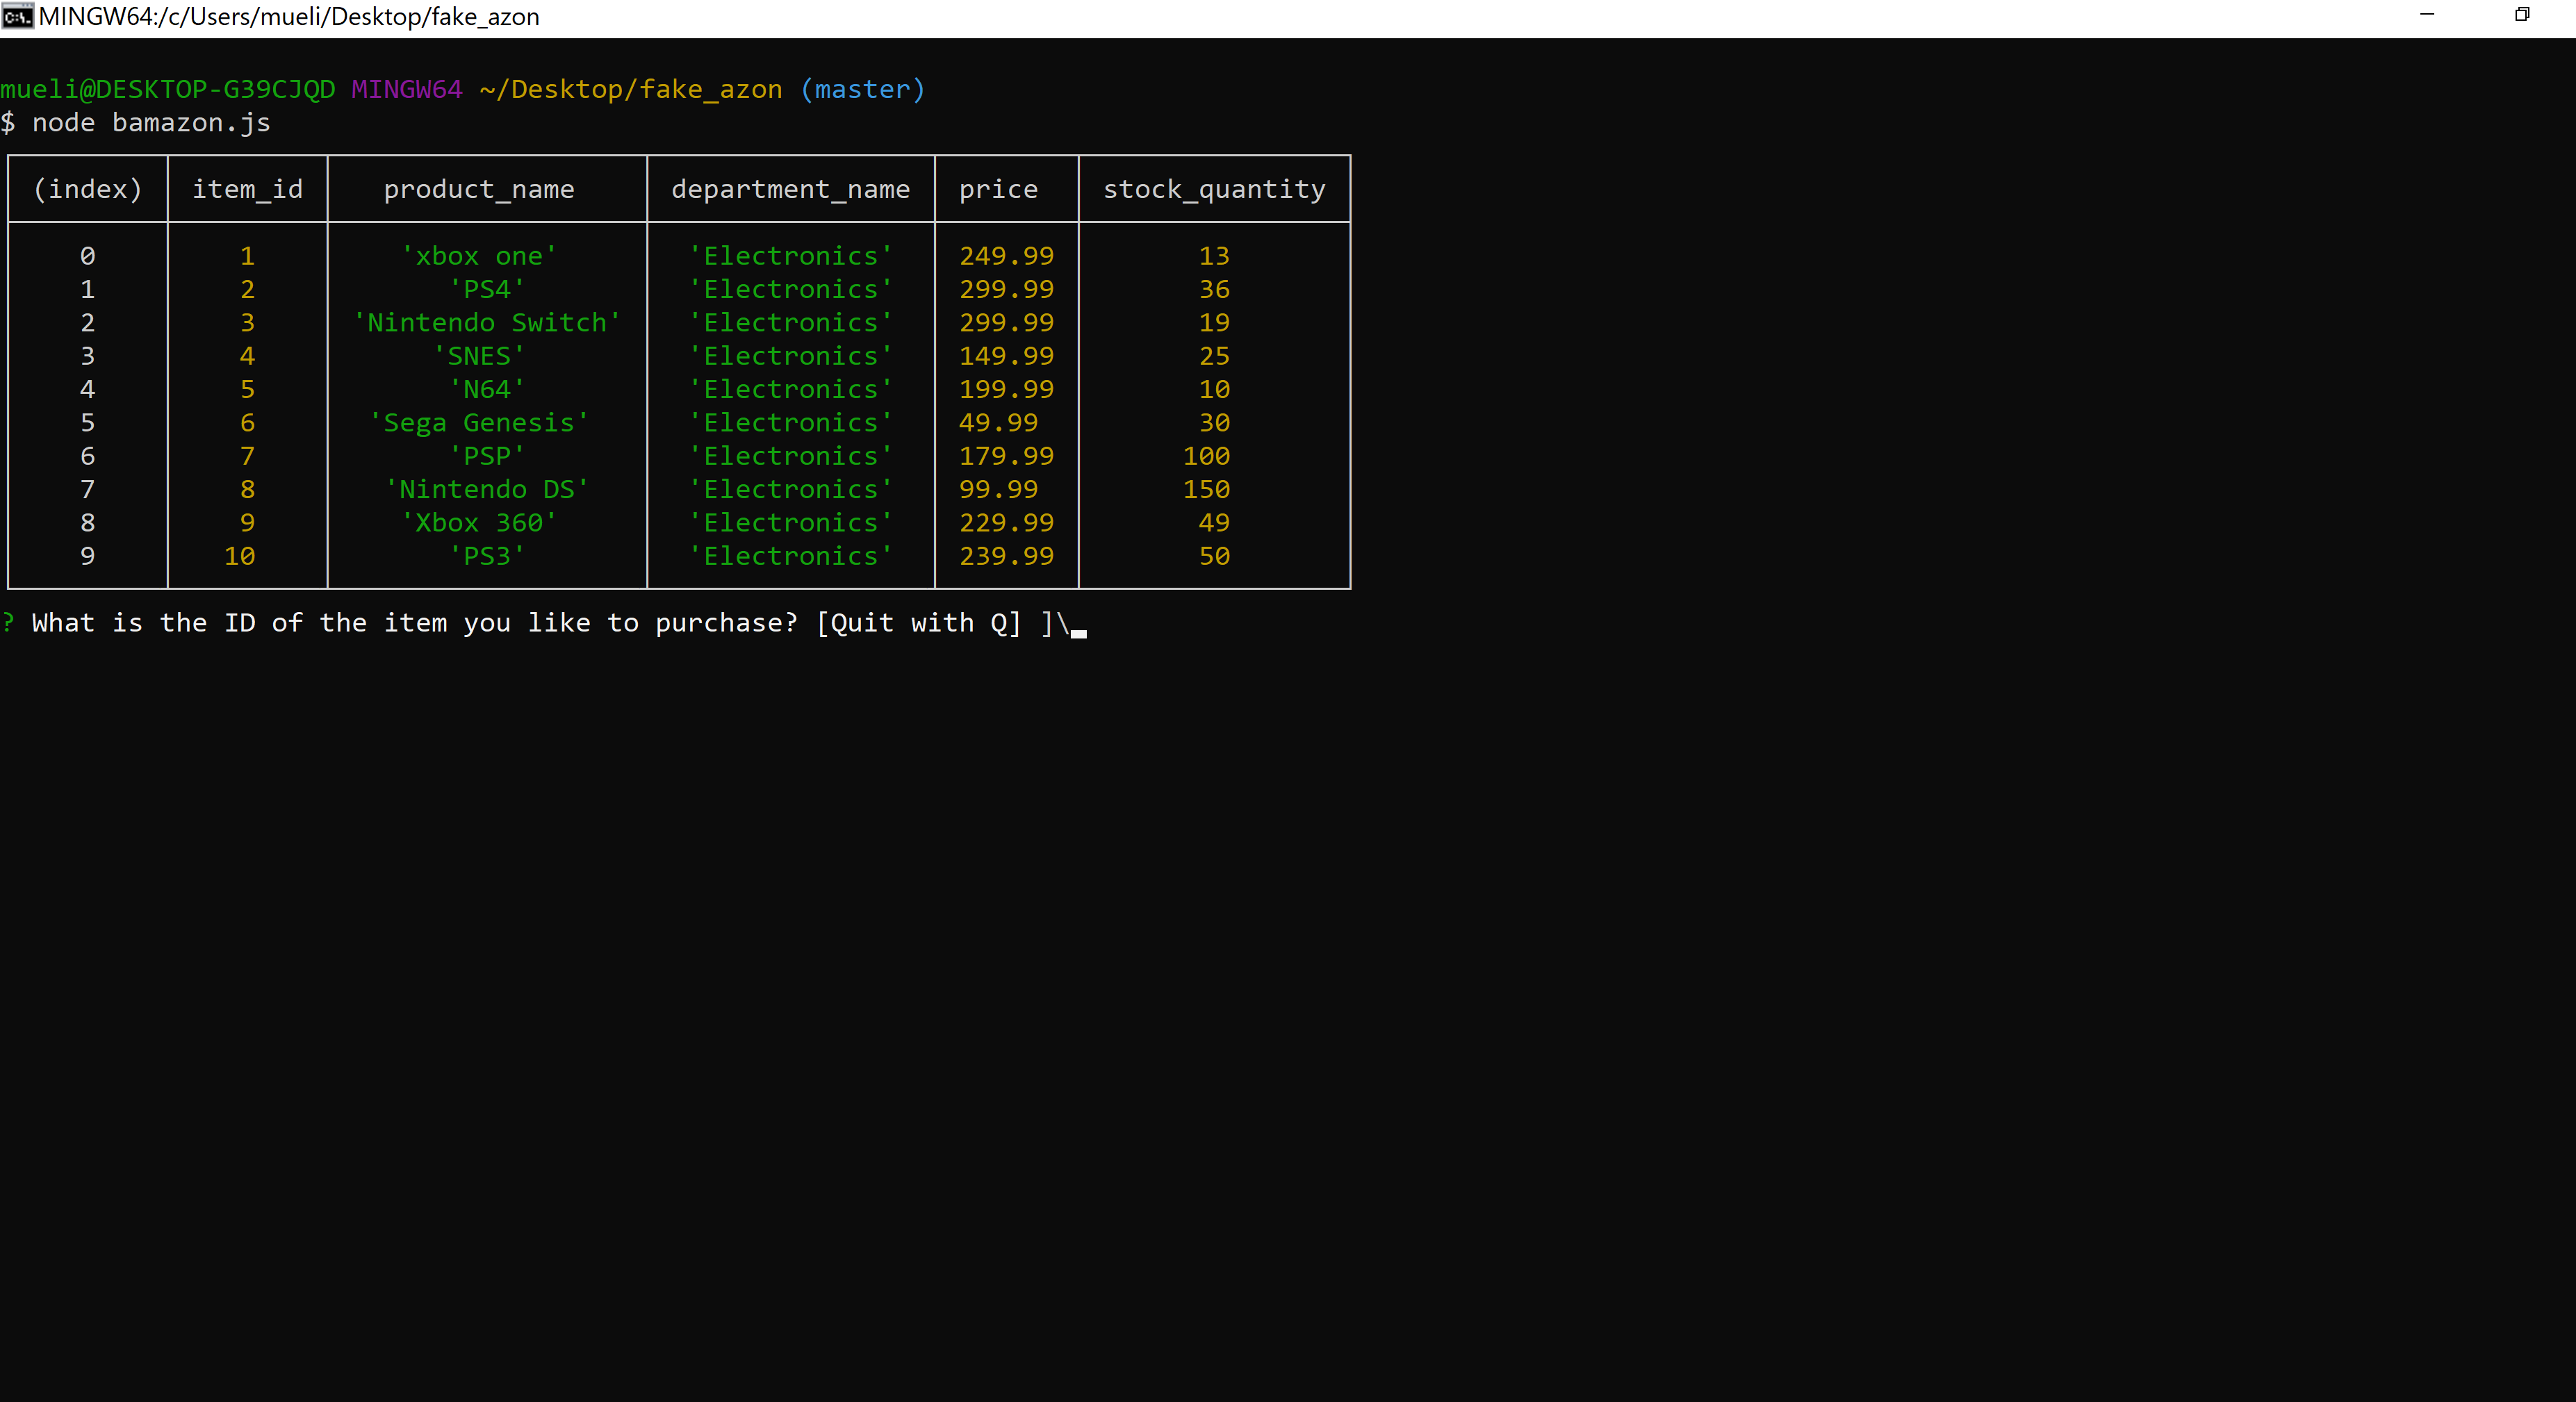 MINGW64:/c/Users/mueli/Desktop/fake_azon
mueli@DESKTOP-G39CJQD MINGW64 ~/Desktop/fake_azon (master)
$ node bamazon.js
(index) item_id product_name department_name price stock_quantity
0 1 'xbox one' 'Electronics' 249.99 13
1 2 'PS4' 'Electronics' 299.99 36
2 3 'Nintendo Switch' 'Electronics' 299.99 19
3 4 'SNES' 'Electronics' 149.99 25
4 5 'N64' 'Electronics' 199.99 10
5 6 'Sega Genesis' 'Electronics' 49.99 30
6 7 'PSP' 'Electronics' 179.99 100
7 8 'Nintendo DS' 'Electronics' 99.99 150
8 9 'Xbox 360' 'Electronics' 229.99 49
9 10 'PS3' 'Electronics' 239.99 50
? What is the ID of the item you like to purchase? [Quit with Q] ]\